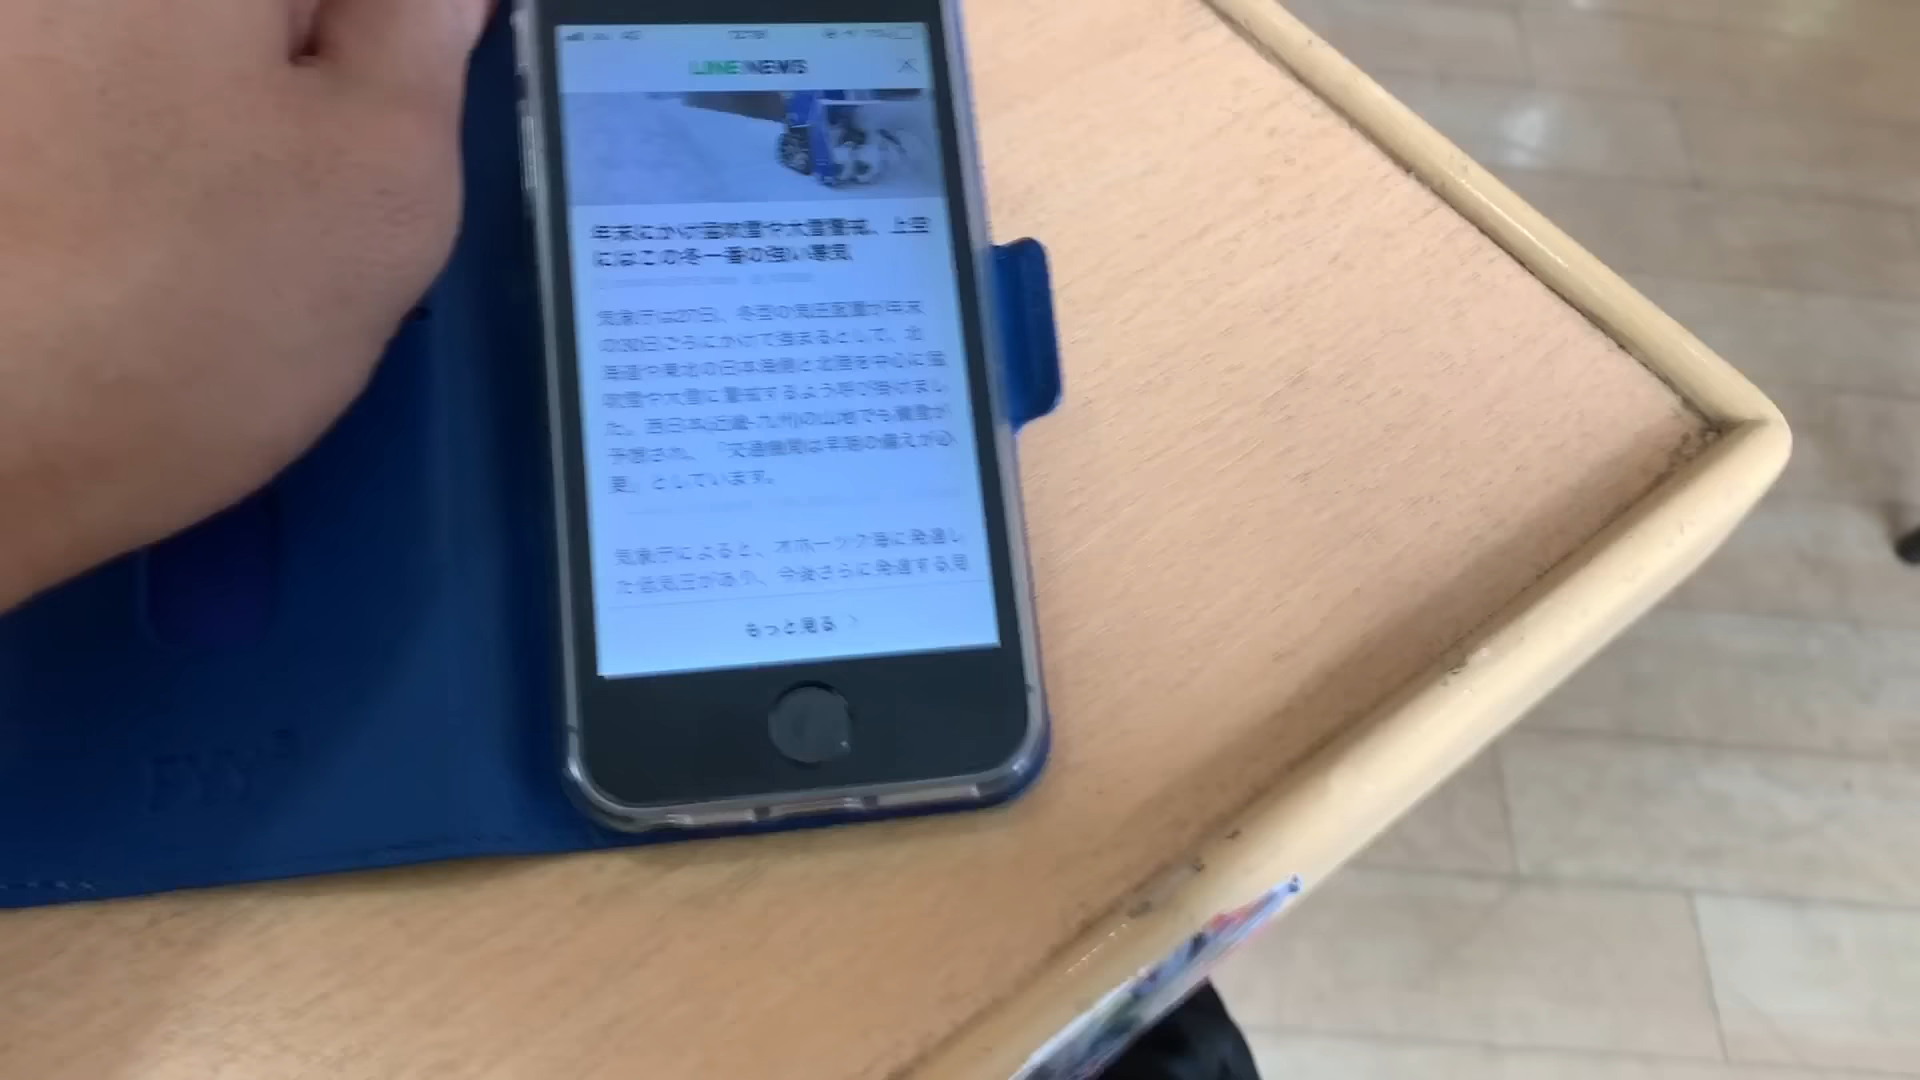 LINE NEWS
年末にかけ猛吹雪や大雪警戒、上空
にはこの冬一番の強い寒気
気象庁は27日、冬型の気圧配置が年末
の30日ごろにかけて強まるとして、北
海道や東北の日本海側と北陸を中心に猛
吹雪や大雪に警戒するよう呼び掛けまし
た。西日本(近畿-九州)の山地でも積雪が
予想され、「交通機関は早期の備えが必
要」としています。
気象庁によると、オホーツク海に発達し
た低気圧があり、今後さらに発達する見
もっと見る